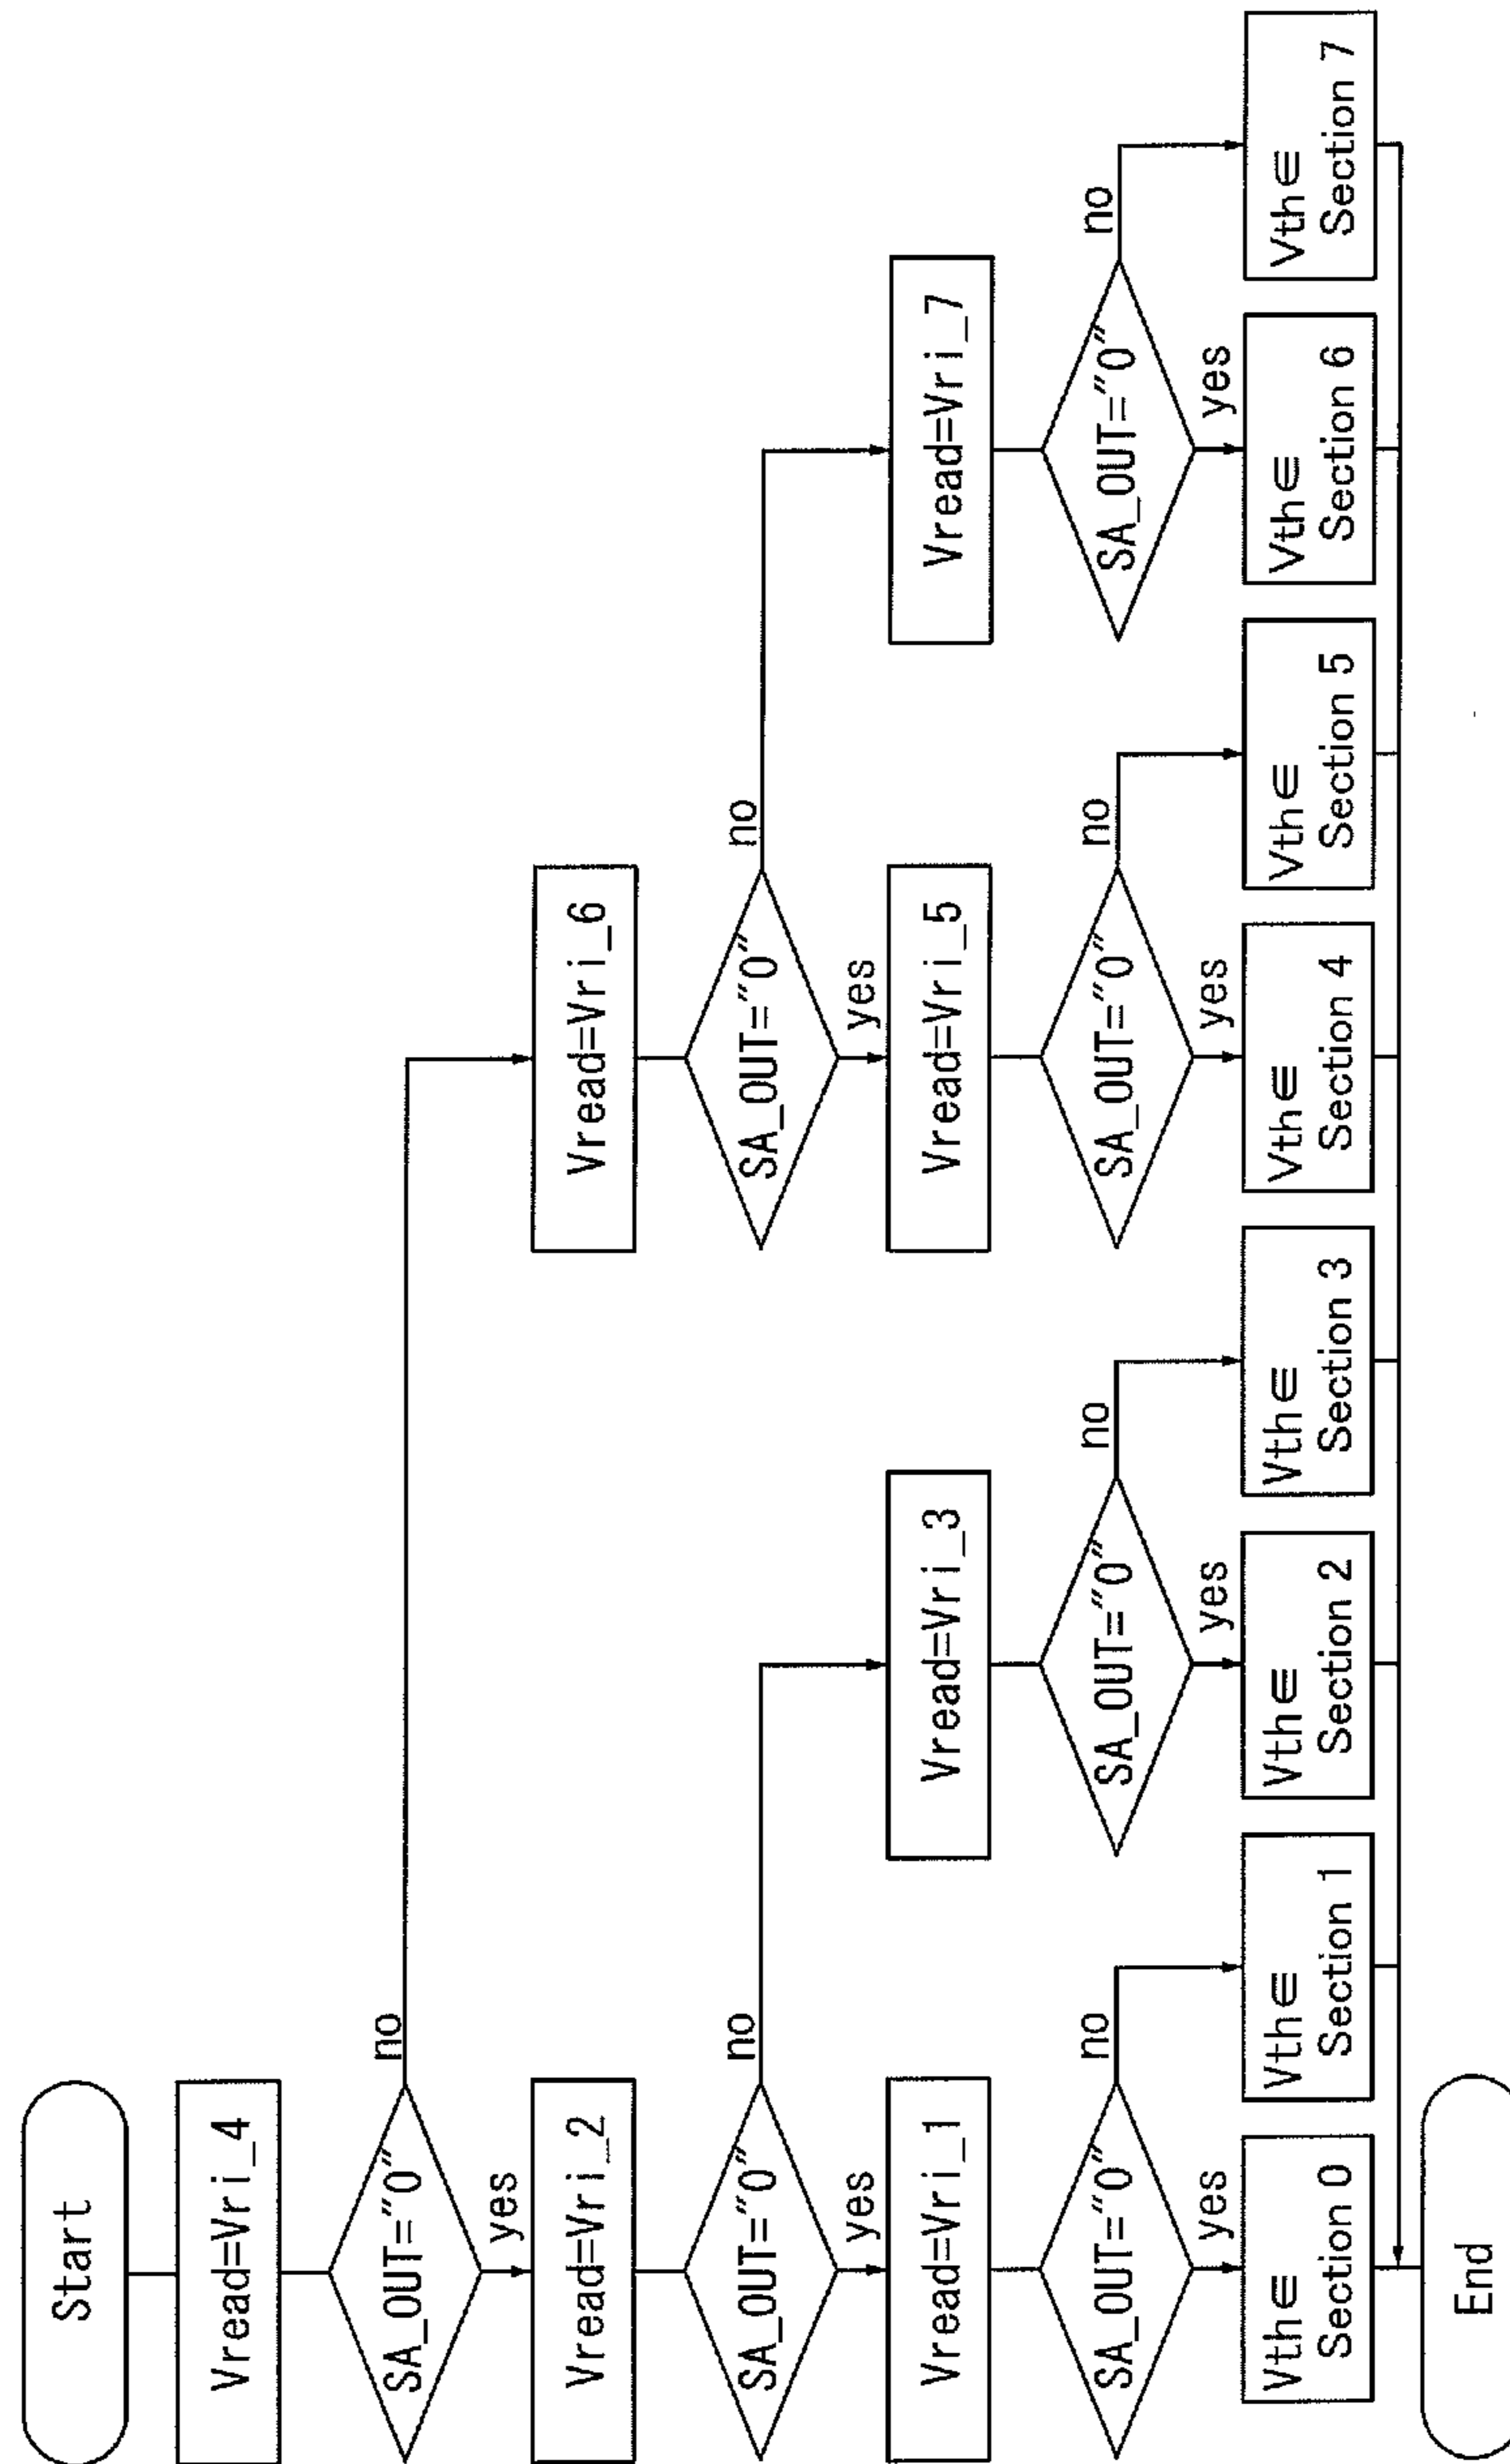 Start
Vread=Vri_4
SA_OUT="0"
no
yes
Vread=Vri_2
Vread=Vri_6
SA_OUT="0"
no
SA_OUT="0"
no
yes
yes
Vread=Vri_1
Vread=Vri_3
Vread=Vri_5
Vread=Vri_7
SA_OUT="0"
no
SA_OUT="0"
no
SA_OUT="0"
no
SA_OUT="0"
no
yes
yes
yes
yes
Vth∈
Section 0
Vth∈
Section 1
Vth∈
Section 2
Vth∈
Section 3
Vth∈
Section 4
Vth∈
Section 5
Vth∈
Section 6
Vth∈
Section 7
End